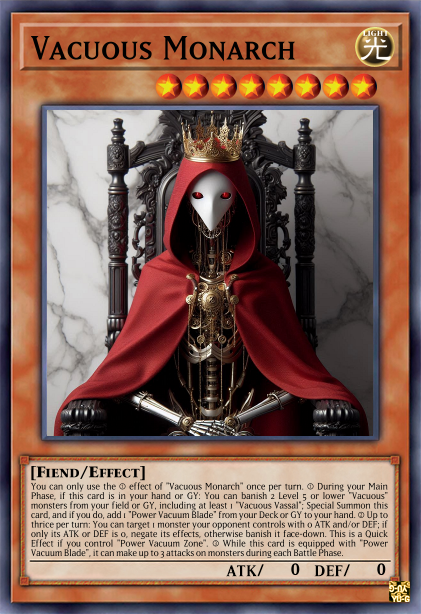 Vacuous Monarch
LIGHT
光
[Fiend/Effect]
You can only use the ① effect of "Vacuous Monarch" once per turn. ① During your Main
Phase, if this card is in your hand or GY: You can banish 2 Level 5 or lower "Vacuous"
monsters from your field or GY, including at least 1 "Vacuous Vassal"; Special Summon this
card, and if you do, add 1 "Power Vacuum Blade" from your Deck or GY to your hand. ② Up to
thrice per turn: You can target 1 monster your opponent controls with 0 ATK and/or DEF; if
only its ATK or DEF is 0, negate its effects, otherwise banish it face-down. This is a Quick
Effect if you control "Power Vacuum Zone". ③ While this card is equipped with "Power
Vacuum Blade", it can make up to 3 attacks on monsters during each Battle Phase.
ATK/ 0 DEF/ 0